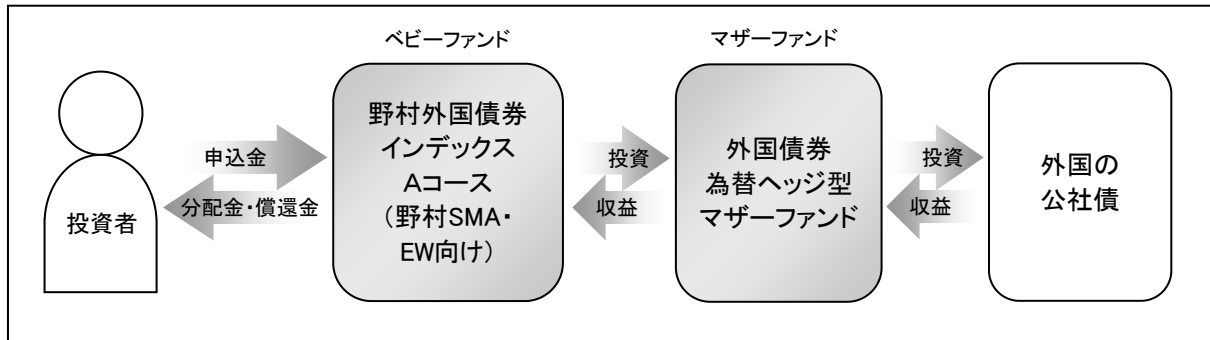 ベビーファンド
マザーファンド
投資者
申込金
分配金・償還金
野村外国債券
インデックス
Aコース
（野村SMA・
EW向け）
投資
収益
外国債券
為替ヘッジ型
マザーファンド
投資
収益
外国の
公社債